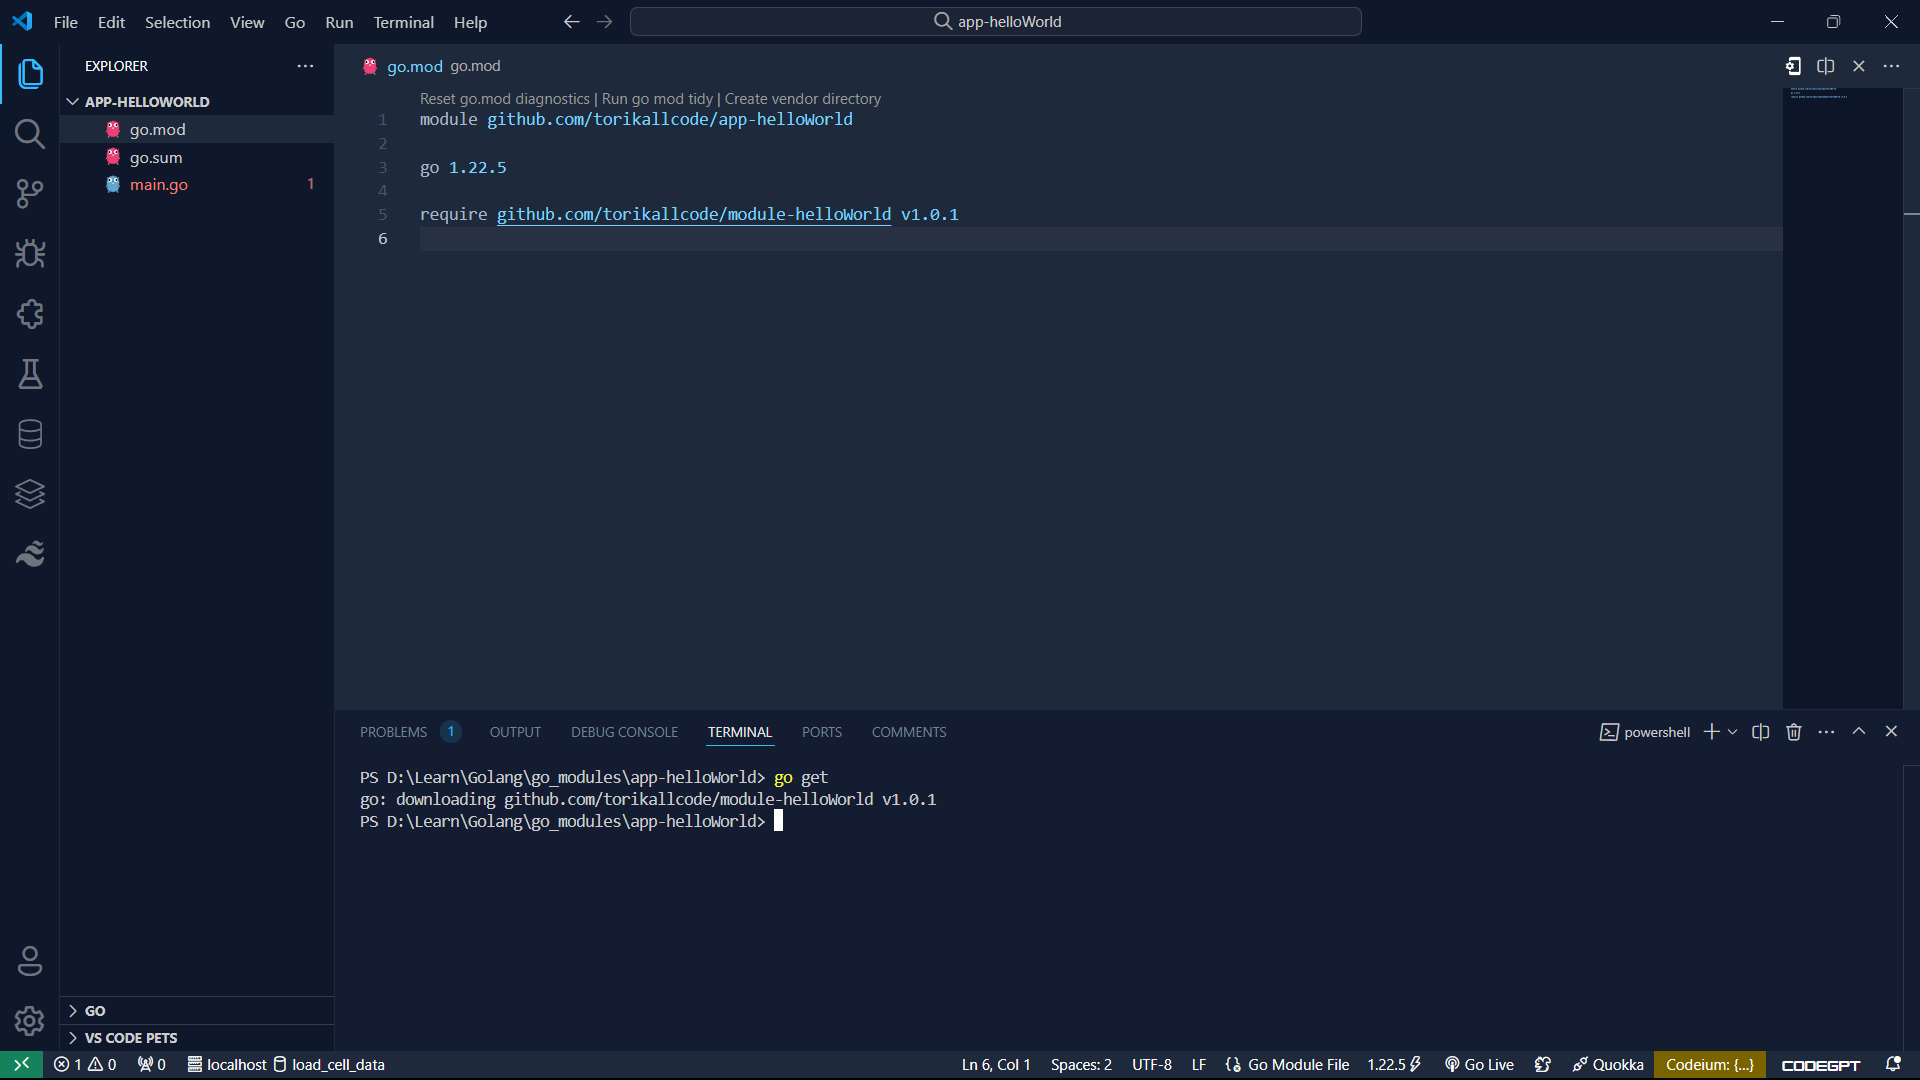 File Edit Selection View Go Run Terminal Help
app-helloWorld
EXPLORER
APP-HELLOWORLD
go.mod
go.sum
main.go 1
GO
VS CODE PETS
go.mod go.mod
Reset go.mod diagnostics | Run go mod tidy | Create vendor directory
1 module github.com/torikallcode/app-helloWorld
2
3 go 1.22.5
4
5 require github.com/torikallcode/module-helloWorld v1.0.1
6
PROBLEMS 1 OUTPUT DEBUG CONSOLE TERMINAL PORTS COMMENTS
powershell
PS D:\Learn\Golang\go_modules\app-helloWorld> go get
go: downloading github.com/torikallcode/module-helloWorld v1.0.1
PS D:\Learn\Golang\go_modules\app-helloWorld>
1 0 0 localhost load_cell_data Ln 6, Col 1 Spaces: 2 UTF-8 LF Go Module File 1.22.5 Go Live Quokka Codeium: {...} CODEGPT